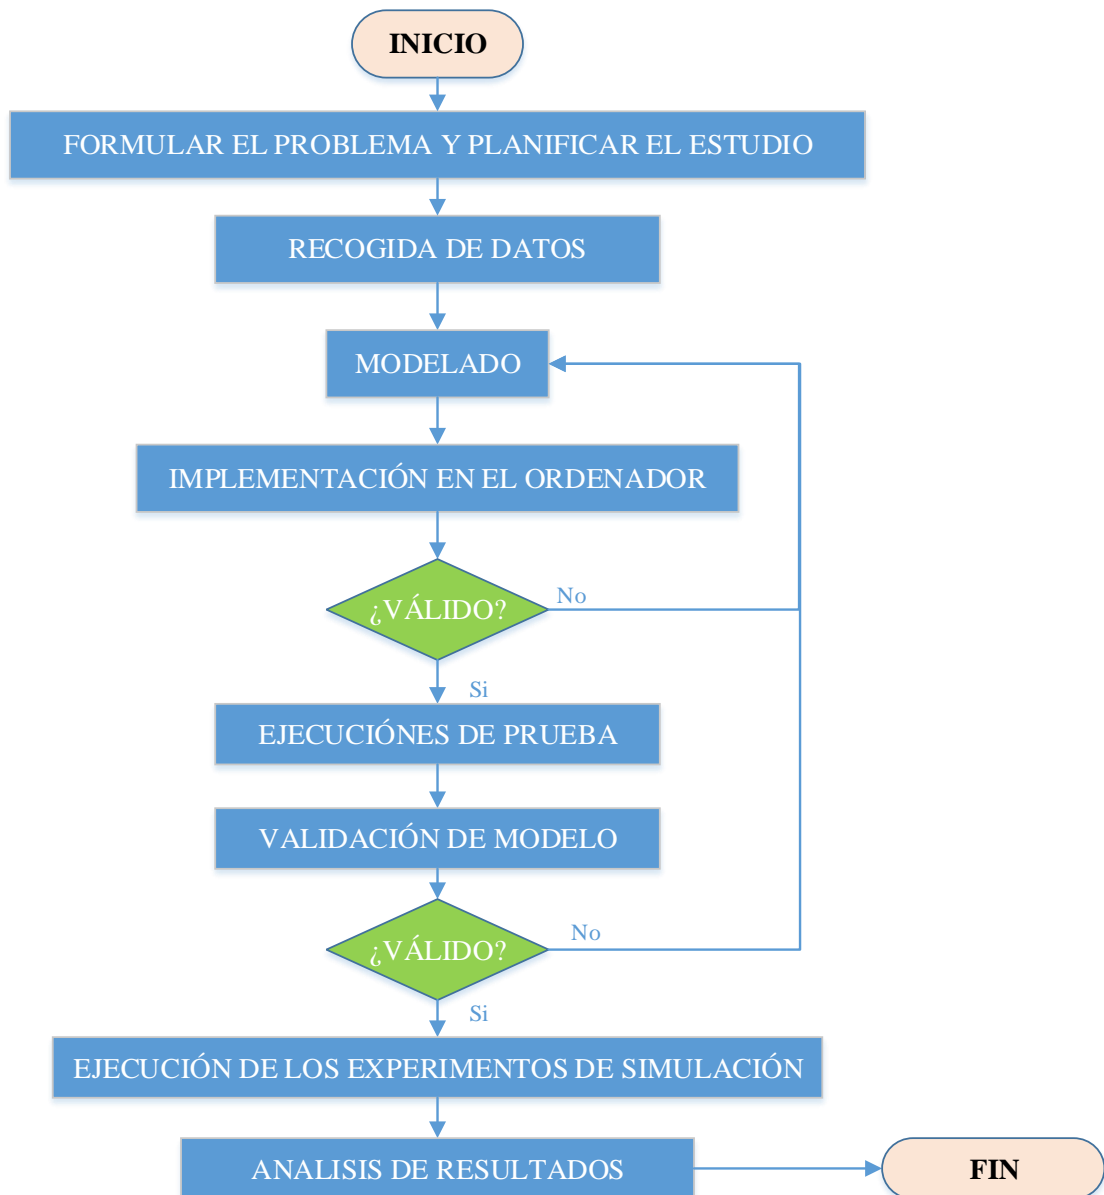 INICIO
FORMULAR EL PROBLEMA Y PLANIFICAR EL ESTUDIO
RECOGIDA DE DATOS
MODELADO
IMPLEMENTACIÓN EN EL ORDENADOR
¿VÁLIDO?
No
Si
EJECUCIÓNES DE PRUEBA
VALIDACIÓN DE MODELO
¿VÁLIDO?
No
Si
EJECUCIÓN DE LOS EXPERIMENTOS DE SIMULACIÓN
ANALISIS DE RESULTADOS
FIN